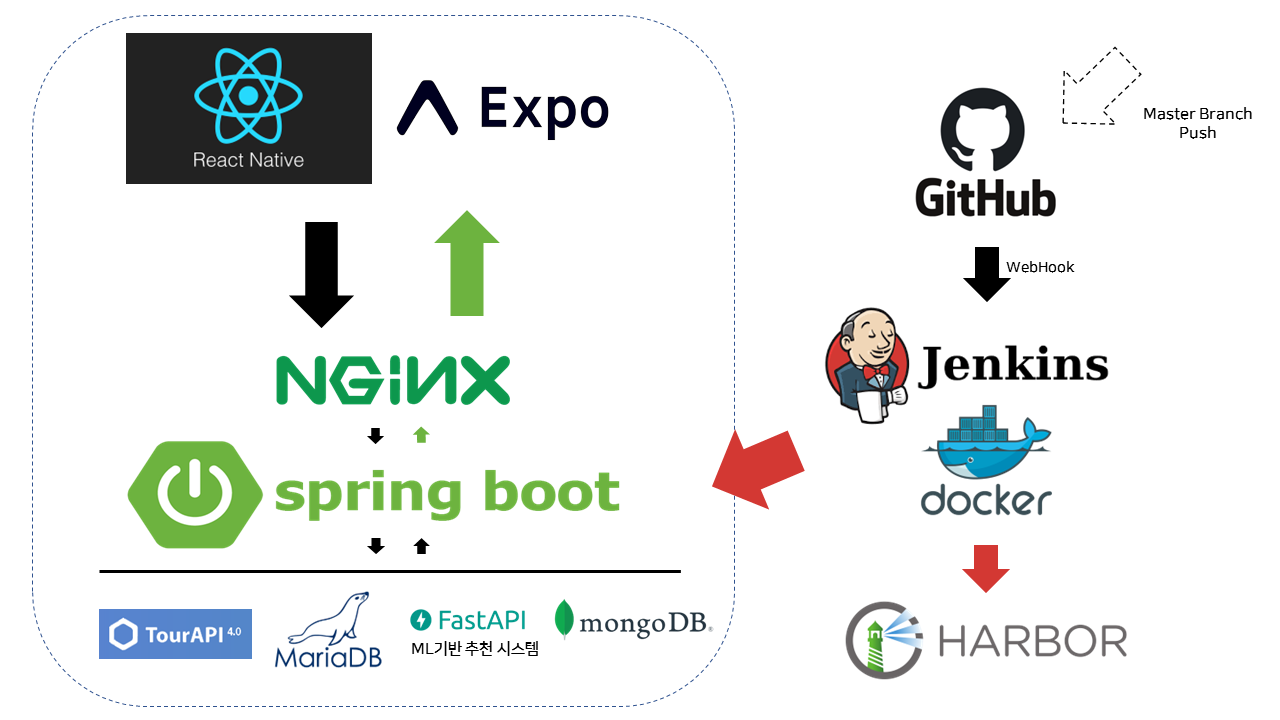 React Native
Expo
Master Branch
Push
GitHub
WebHook
NGINX
Jenkins
spring boot
docker
TourAPI 4.0
MariaDB
FastAPI
ML기반 추천 시스템
mongoDB®
HARBOR